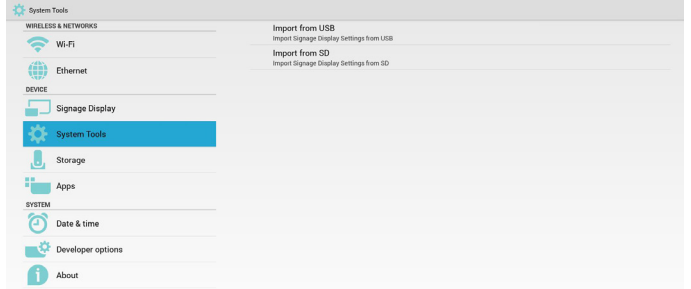 System Tools
WIRELESS & NETWORKS
Wi-Fi
Ethernet
DEVICE
Signage Display
System Tools
Storage
Apps
SYSTEM
Date & time
Developer options
About
Import from USB
Import Signage Display Settings from USB
Import from SD
Import Signage Display Settings from SD